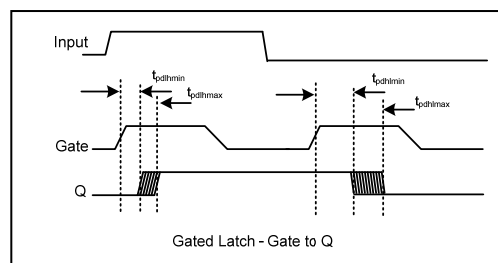 Input
tpdlhmin
tpdlhmax
tpdhlmin
tpdhlmax
Gate
Q
Gated Latch - Gate to Q